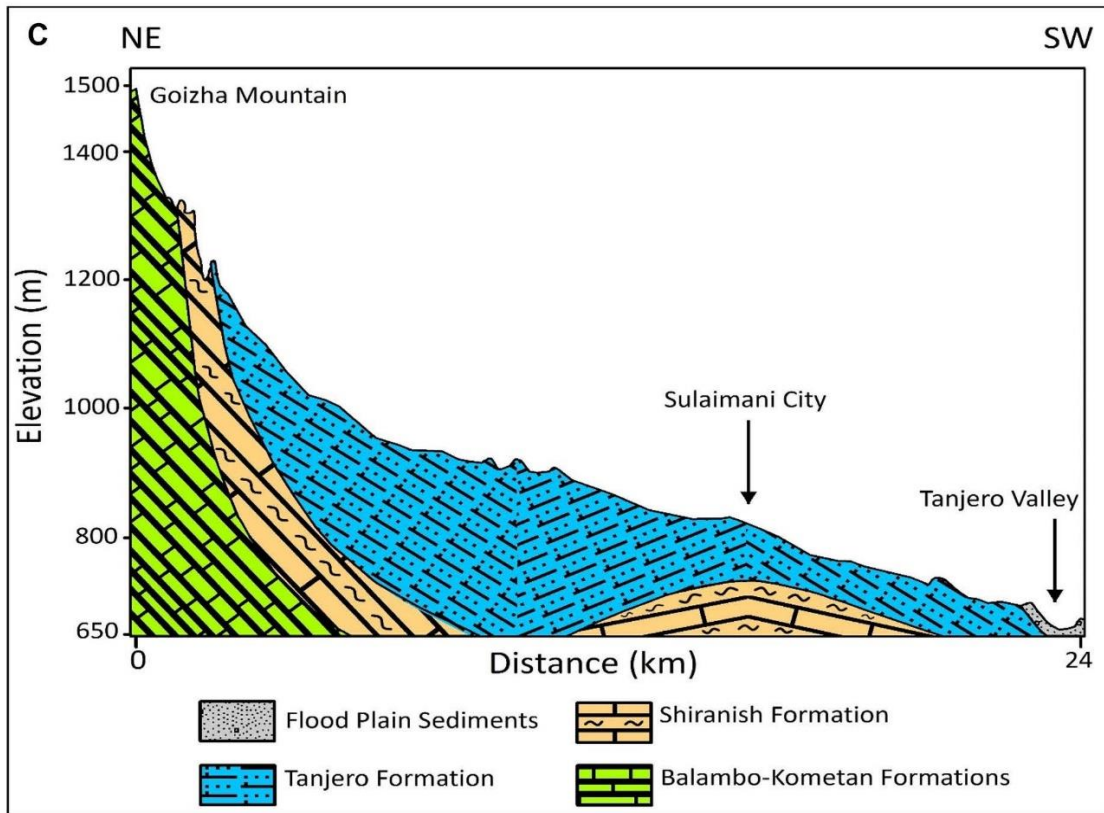 C
NE
SW
1500
Goizha Mountain
1400
1200
1000
800
650
Elevation (m)
Sulaimani City
Tanjero Valley
0
Distance (km)
24
Flood Plain Sediments
Shiranish Formation
Tanjero Formation
Balambo-Kometan Formations